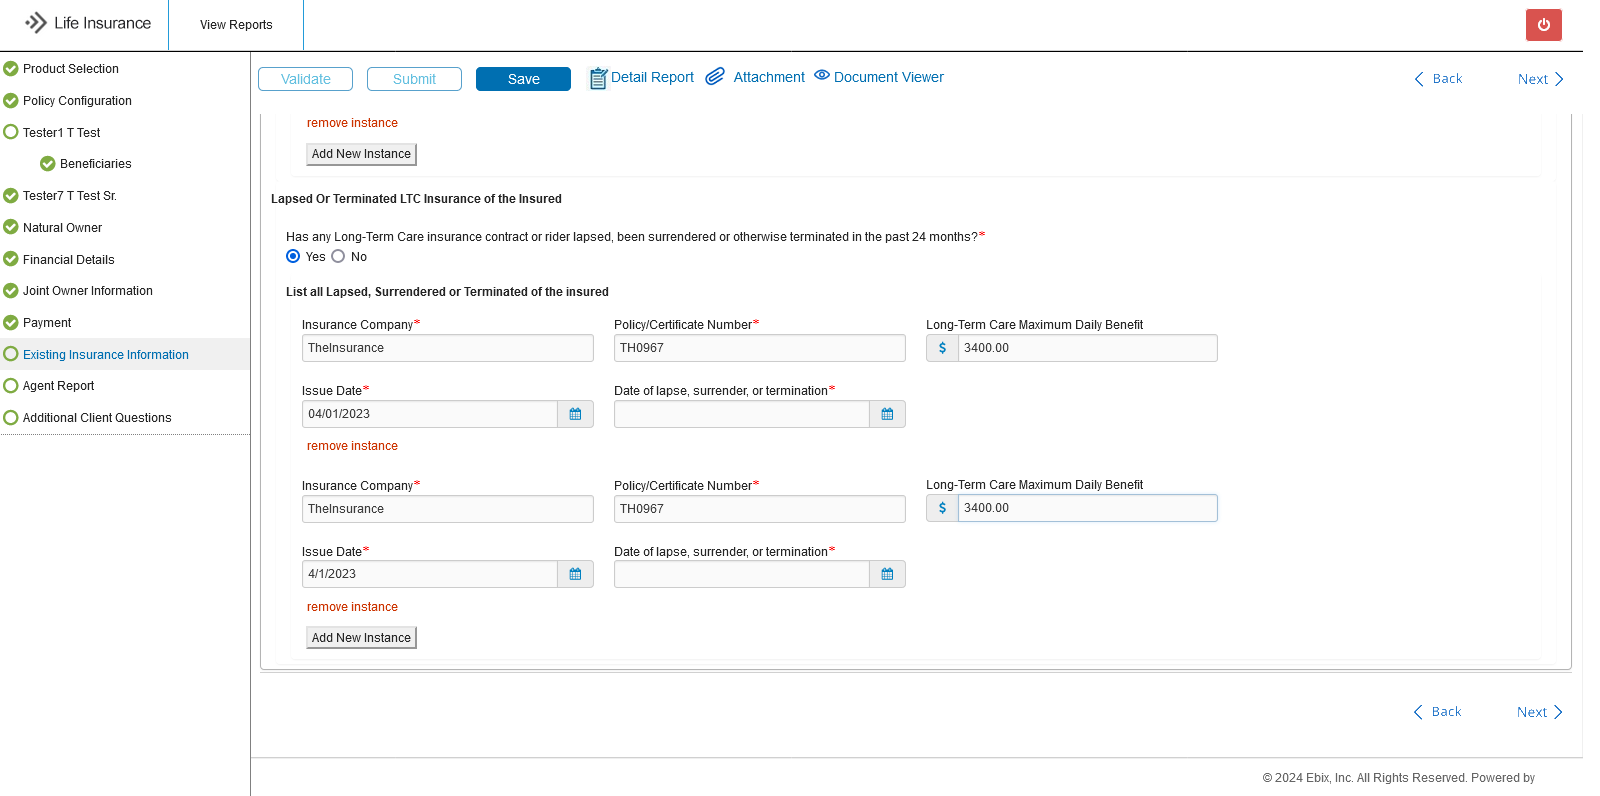 Life Insurance
View Reports
Product Selection
Policy Configuration
Tester1 T Test
Beneficiaries
Tester7 T Test Sr.
Natural Owner
Financial Details
Joint Owner Information
Payment
Existing Insurance Information
Agent Report
Additional Client Questions
Validate Submit Save Detail Report Attachment Document Viewer Back Next
remove instance
Add New Instance
Lapsed Or Terminated LTC Insurance of the Insured
Has any Long-Term Care insurance contract or rider lapsed, been surrendered or otherwise terminated in the past 24 months?*
Yes No
List all Lapsed, Surrendered or Terminated of the insured
Insurance Company* Policy/Certificate Number* Long-Term Care Maximum Daily Benefit
TheInsurance TH0967 $ 3400.00
Issue Date* Date of lapse, surrender, or termination*
04/01/2023
remove instance
Insurance Company* Policy/Certificate Number* Long-Term Care Maximum Daily Benefit
TheInsurance TH0967 $ 3400.00
Issue Date* Date of lapse, surrender, or termination*
4/1/2023
remove instance
Add New Instance
Back Next
© 2024 Ebix, Inc. All Rights Reserved. Powered by